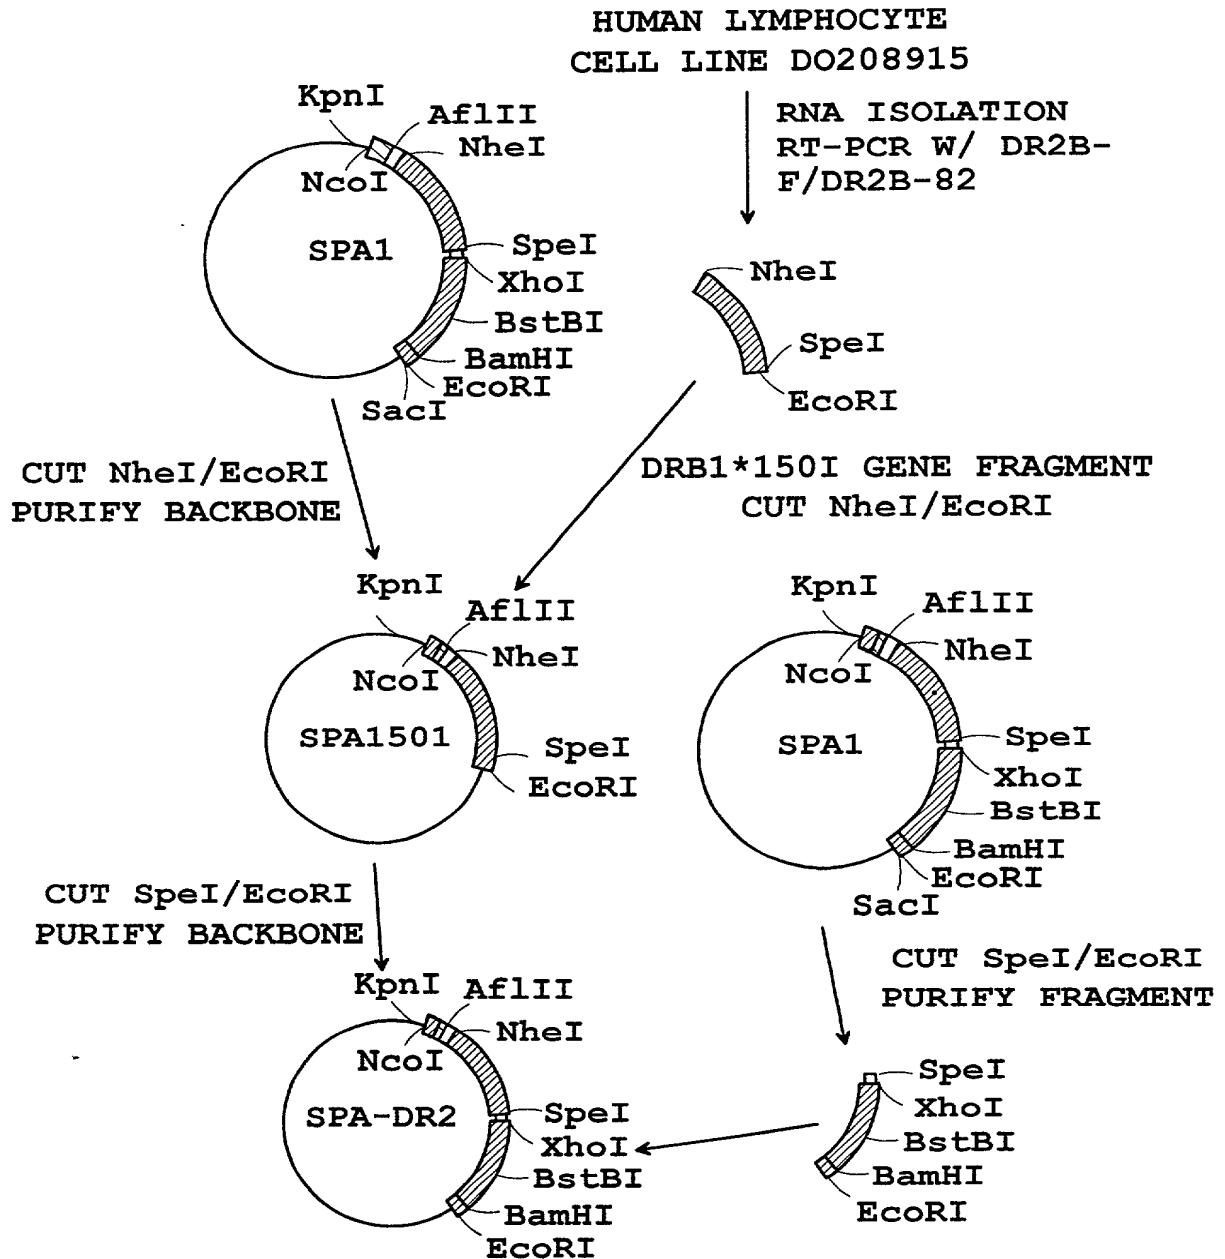 HUMAN LYMPHOCYTE
CELL LINE DO208915
RNA ISOLATION
RT-PCR W/ DR2B-
F/DR2B-82
KpnI
AflII
NheI
NcoI
SPA1
SpeI
XhoI
BstBI
BamHI
EcoRI
SacI
NheI
SpeI
EcoRI
CUT NheI/EcoRI
PURIFY BACKBONE
DRB1*150I GENE FRAGMENT
CUT NheI/EcoRI
KpnI
AflII
NheI
NcoI
SPA1501
SpeI
EcoRI
KpnI
AflII
NheI
NcoI
SPA1
SpeI
XhoI
BstBI
BamHI
EcoRI
SacI
CUT SpeI/EcoRI
PURIFY BACKBONE
CUT SpeI/EcoRI
PURIFY FRAGMENT
KpnI
AflII
NheI
NcoI
SPA-DR2
SpeI
XhoI
BstBI
BamHI
EcoRI
SpeI
XhoI
BstBI
BamHI
EcoRI